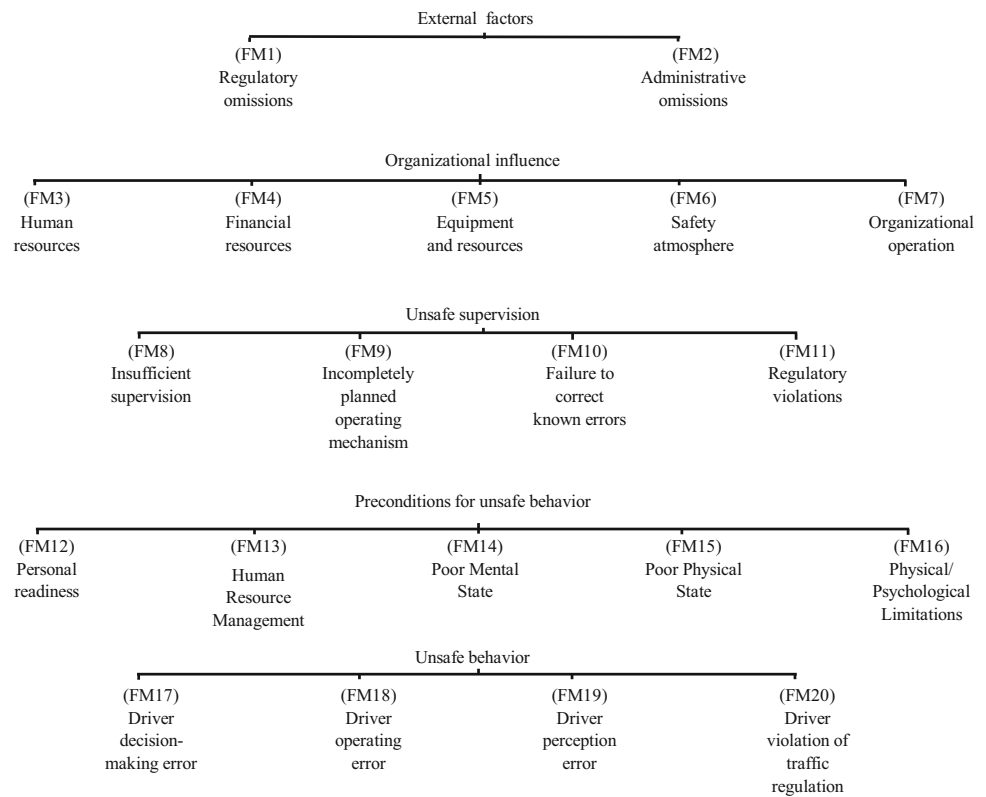 External factors
(FM1)
Regulatory
omissions
(FM2)
Administrative
omissions
Organizational influence
(FM3)
Human
resources
(FM4)
Financial
resources
(FM5)
Equipment
and resources
(FM6)
Safety
atmosphere
(FM7)
Organizational
operation
Unsafe supervision
(FM8)
Insufficient
supervision
(FM9)
Incompletely
planned
operating
mechanism
(FM10)
Failure to
correct
known errors
(FM11)
Regulatory
violations
Preconditions for unsafe behavior
(FM12)
Personal
readiness
(FM13)
Human
Resource
Management
(FM14)
Poor Mental
State
(FM15)
Poor Physical
State
(FM16)
Physical/
Psychological
Limitations
Unsafe behavior
(FM17)
Driver
decision-
making error
(FM18)
Driver
operating
error
(FM19)
Driver
perception
error
(FM20)
Driver
violation of
traffic
regulation